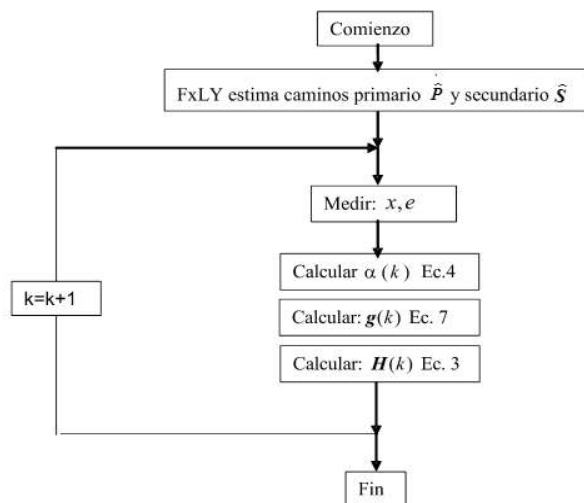 Comienzo
FxLY estima caminos primario P̂ y secundario Ŝ
Medir: x, e
Calcular α (k) Ec.4
k=k+1
Calcular: g(k) Ec. 7
Calcular: H(k) Ec. 3
Fin